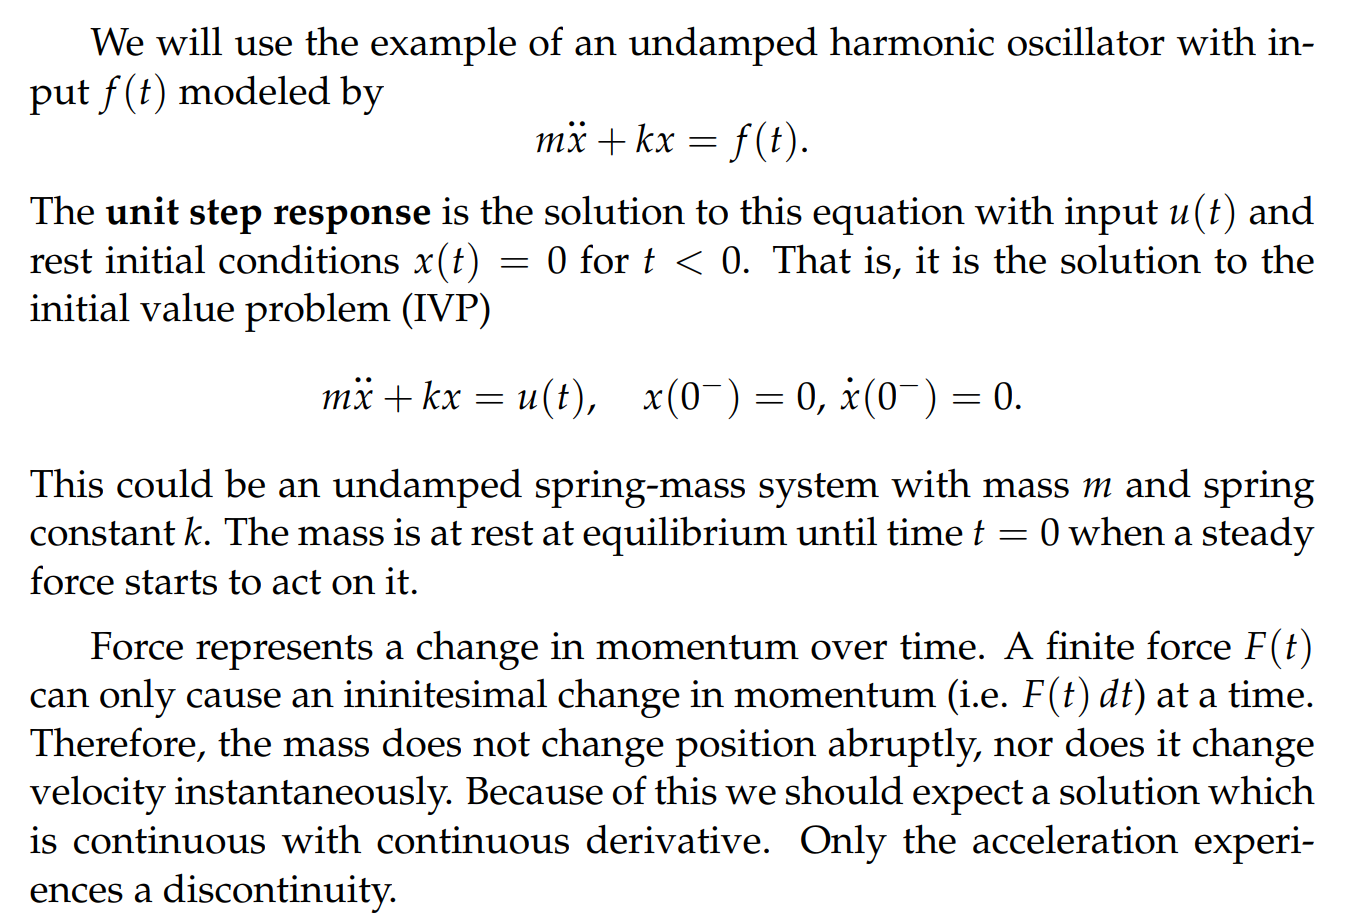 We will use the example of an undamped harmonic oscillator with in-
put f(t) modeled by
mẍ + kx = f(t).
The unit step response is the solution to this equation with input u(t) and
rest initial conditions x(t) = 0 for t < 0. That is, it is the solution to the
initial value problem (IVP)
mẍ + kx = u(t), x(0⁻) = 0, ẋ(0⁻) = 0.
This could be an undamped spring-mass system with mass m and spring
constant k. The mass is at rest at equilibrium until time t = 0 when a steady
force starts to act on it.
Force represents a change in momentum over time. A finite force F(t)
can only cause an ininitesimal change in momentum (i.e. F(t) dt) at a time.
Therefore, the mass does not change position abruptly, nor does it change
velocity instantaneously. Because of this we should expect a solution which
is continuous with continuous derivative. Only the acceleration experi-
ences a discontinuity.